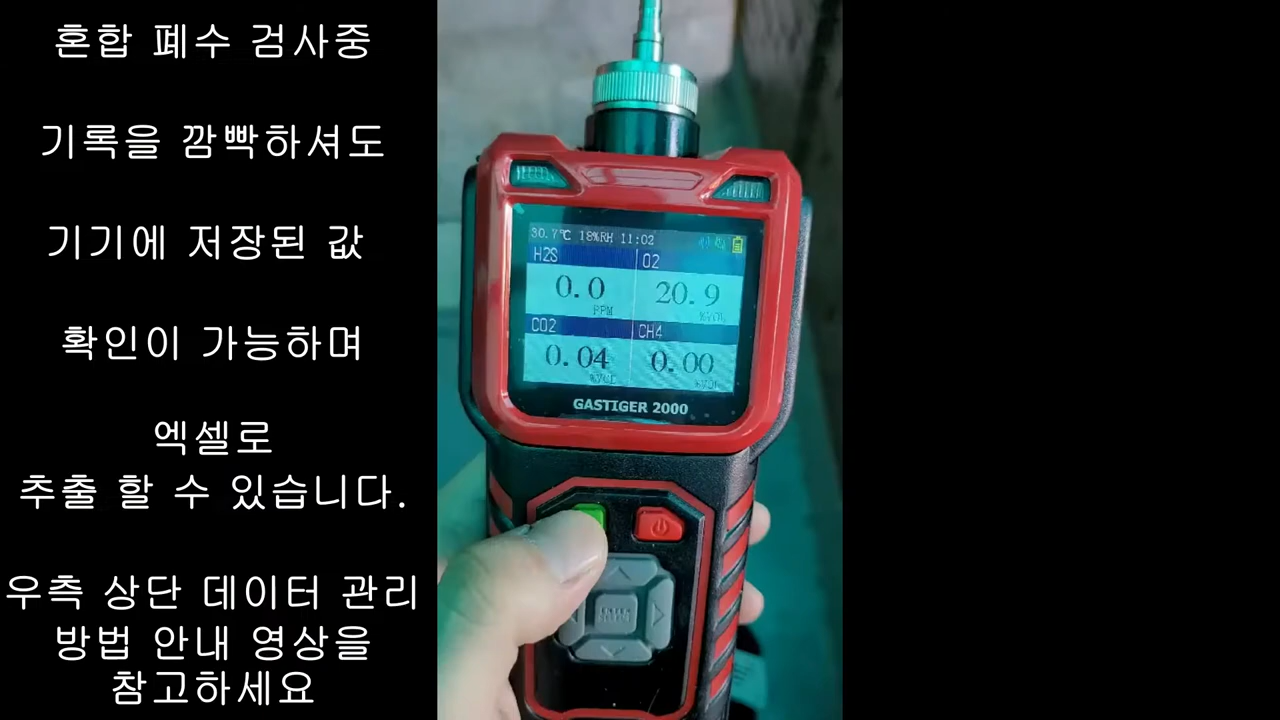 혼합 폐수 검사중
기록을 깜빡하셔도
기기에 저장된 값
확인이 가능하며
엑셀로
추출 할 수 있습니다.
우측 상단 데이터 관리
방법 안내 영상을
참고하세요
30.7℃ 18%RH 11:02
H2S O2
0.0 20.9
PPM %VOL
CO2 CH4
0.04 0.00
%VOL %VOL
GASTIGER 2000